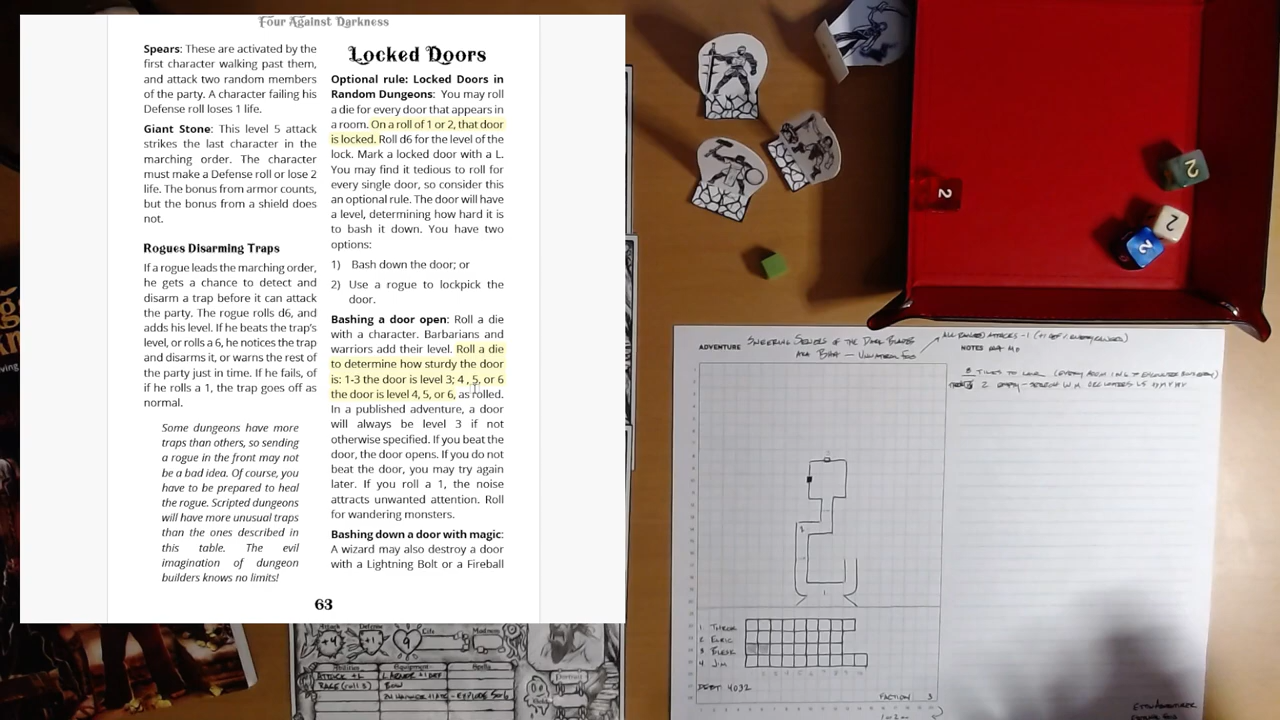 Four Against Darkness
Spears: These are activated by the
first character walking past them,
and attack two random members
of the party. A character failing his
Defense roll loses 1 life.
Giant Stone: This level 5 attack
strikes the last character in the
marching order. The character
must make a Defense roll or lose 2
life. The bonus from armor counts,
but the bonus from a shield does
not.
Rogues Disarming Traps
If a rogue leads the marching order,
he gets a chance to detect and
disarm a trap before it can attack
the party. The rogue rolls d6, and
adds his level. If he beats the trap's
level, or rolls a 6, he notices the trap
and disarms it, or warns the rest of
the party just in time. If he fails, of
if he rolls a 1, the trap goes off as
normal.
Some dungeons have more
traps than others, so sending
a rogue in the front may not
be a bad idea. Of course, you
have to be prepared to heal
the rogue. Scripted dungeons
will have more unusual traps
than the ones described in
this table. The evil
imagination of dungeon
builders knows no limits!
Locked Doors
Optional rule: Locked Doors in
Random Dungeons: You may roll
a die for every door that appears in
a room. On a roll of 1 or 2, that door
is locked. Roll d6 for the level of the
lock. Mark a locked door with a L.
You may find it tedious to roll for
every single door, so consider this
an optional rule. The door will have
a level, determining how hard it is
to bash it down. You have two
options:
1) Bash down the door; or
2) Use a rogue to lockpick the
door.
Bashing a door open: Roll a die
with a character. Barbarians and
warriors add their level. Roll a die
to determine how sturdy the door
is: 1-3 the door is level 3; 4 , 5, or 6
the door is level 4, 5, or 6, as rolled.
In a published adventure, a door
will always be level 3 if not
otherwise specified. If you beat the
door, the door opens. If you do not
beat the door, you may try again
later. If you roll a 1, the noise
attracts unwanted attention. Roll
for wandering monsters.
Bashing down a door with magic:
A wizard may also destroy a door
with a Lightning Bolt or a Fireball
63
2
2
2
2
ADVENTURE
NOTES
2 Elric
4 Jim
DEBT 4032
FACTION 3
Attack
Defense
Life
Madness
Abilities
Equipment
Spells
ATTACK +L
BOW
Portrait